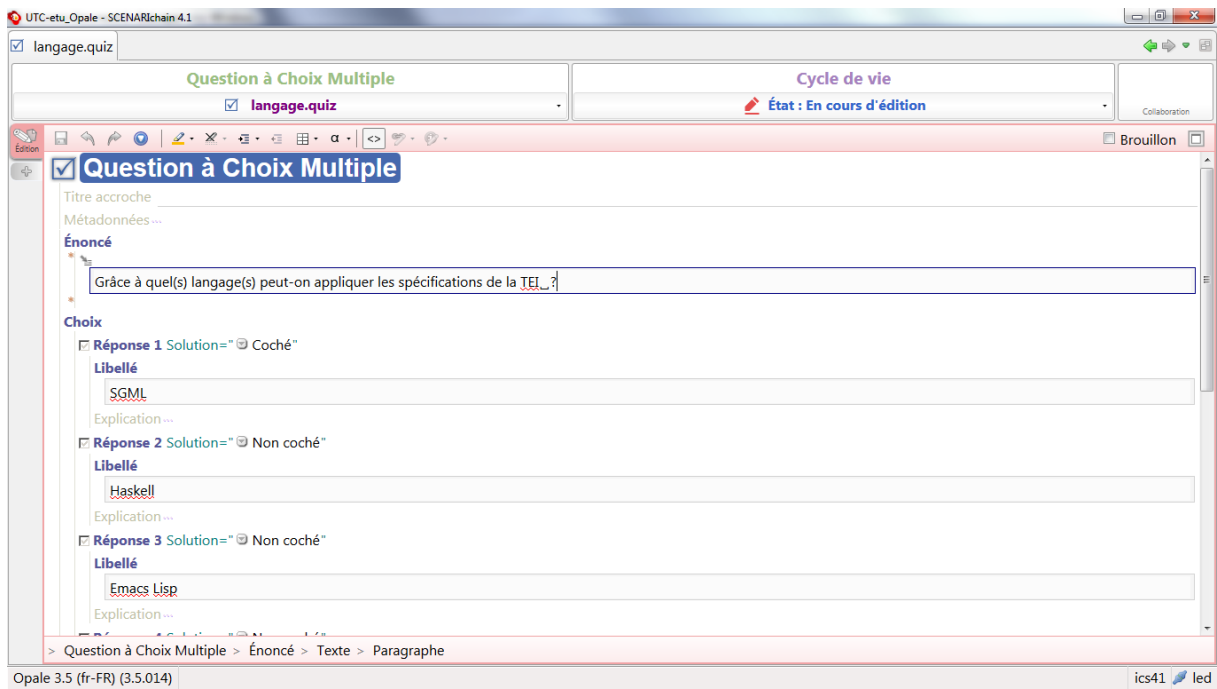 UTC-etu_Opale - SCENARIchain 4.1
langage.quiz
Question à Choix Multiple
Cycle de vie
langage.quiz
État : En cours d'édition
Collaboration
Édition
α
<>
Brouillon
Question à Choix Multiple
Titre accroche
Métadonnées ...
Énoncé
*
Grâce à quel(s) langage(s) peut-on appliquer les spécifications de la TEI ?
*
Choix
Réponse 1 Solution=" Coché"
Libellé
SGML
Explication ...
Réponse 2 Solution=" Non coché"
Libellé
Haskell
Explication ...
Réponse 3 Solution=" Non coché"
Libellé
Emacs Lisp
Explication ...
> Question à Choix Multiple > Énoncé > Texte > Paragraphe
Opale 3.5 (fr-FR) (3.5.014)
ics41 led